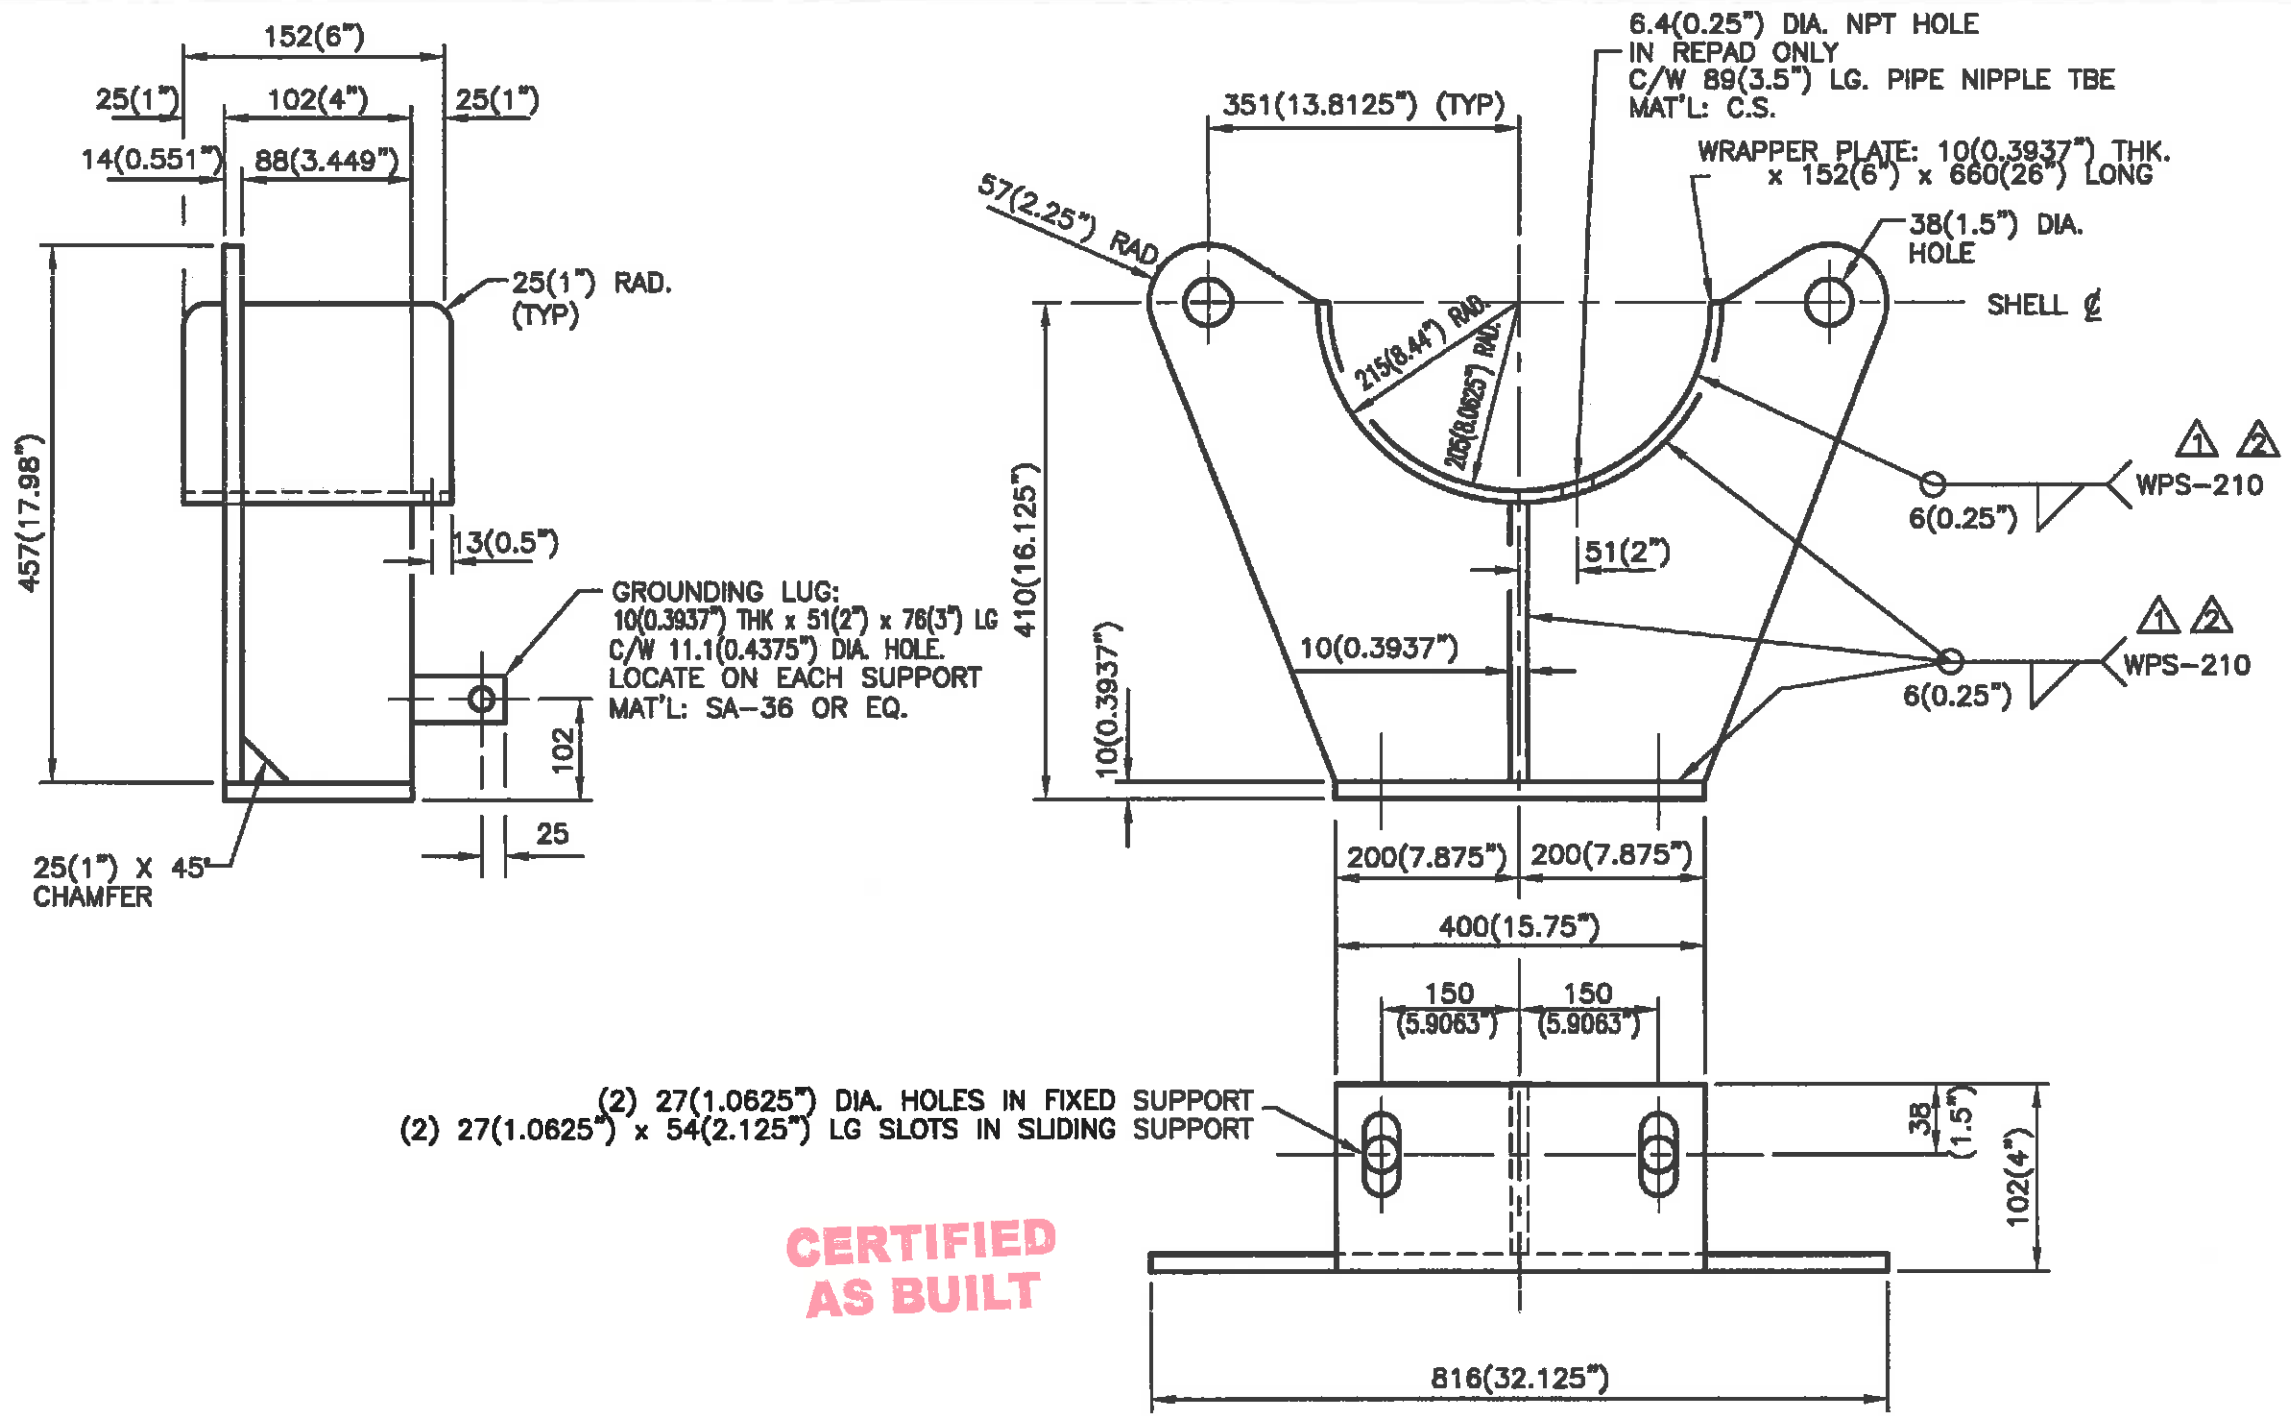 152(6")
25(1")
102(4")
25(1")
14(0.551")
88(3.449")
25(1") RAD.
(TYP)
457(17.98")
13(0.5")
GROUNDING LUG:
10(0.3937") THK x 51(2") x 76(3") LG
C/W 11.1(0.4375") DIA. HOLE.
LOCATE ON EACH SUPPORT
MAT'L: SA-36 OR EQ.
102
25
25(1") X 45°
CHAMFER
6.4(0.25") DIA. NPT HOLE
IN REPAD ONLY
C/W 89(3.5") LG. PIPE NIPPLE TBE
MAT'L: C.S.
351(13.8125") (TYP)
WRAPPER PLATE: 10(0.3937") THK.
x 152(6") x 660(26") LONG
57(2.25") RAD
38(1.5") DIA.
HOLE
SHELL ℄
215(8.44") RAD.
205(8.0625") RAD.
410(16.125")
1 2
WPS-210
6(0.25")
51(2")
10(0.3937")
10(0.3937")
1 2
WPS-210
6(0.25")
200(7.875")
200(7.875")
400(15.75")
150
(5.9063")
150
(5.9063")
(2) 27(1.0625") DIA. HOLES IN FIXED SUPPORT
(2) 27(1.0625") x 54(2.125") LG SLOTS IN SLIDING SUPPORT
38
(1.5")
102(4")
816(32.125")
CERTIFIED
AS BUILT